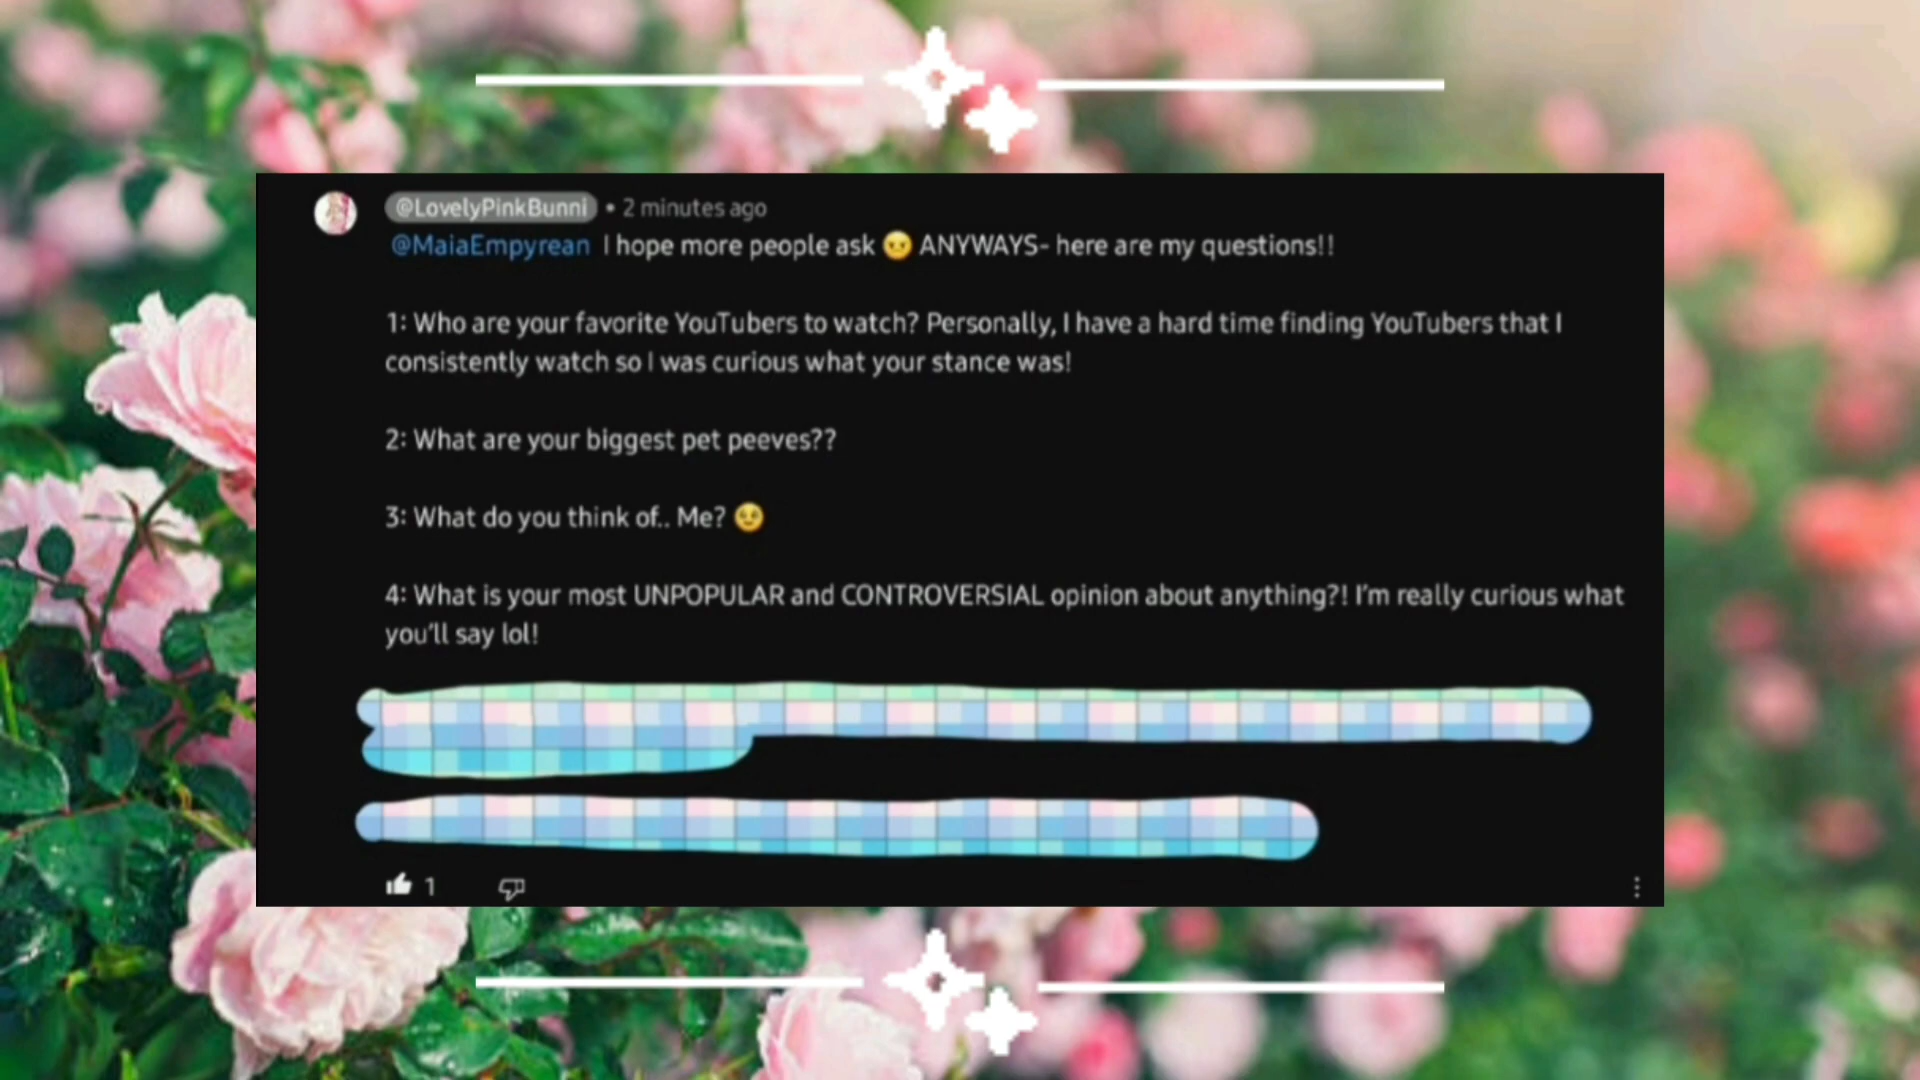 @LovelyPinkBunni • 2 minutes ago
@MaiaEmpyrean I hope more people ask 😏 ANYWAYS- here are my questions!!
1: Who are your favorite YouTubers to watch? Personally, I have a hard time finding YouTubers that I
consistently watch so I was curious what your stance was!
2: What are your biggest pet peeves??
3: What do you think of.. Me? 🥺
4: What is your most UNPOPULAR and CONTROVERSIAL opinion about anything?! I'm really curious what
you'll say lol!
1